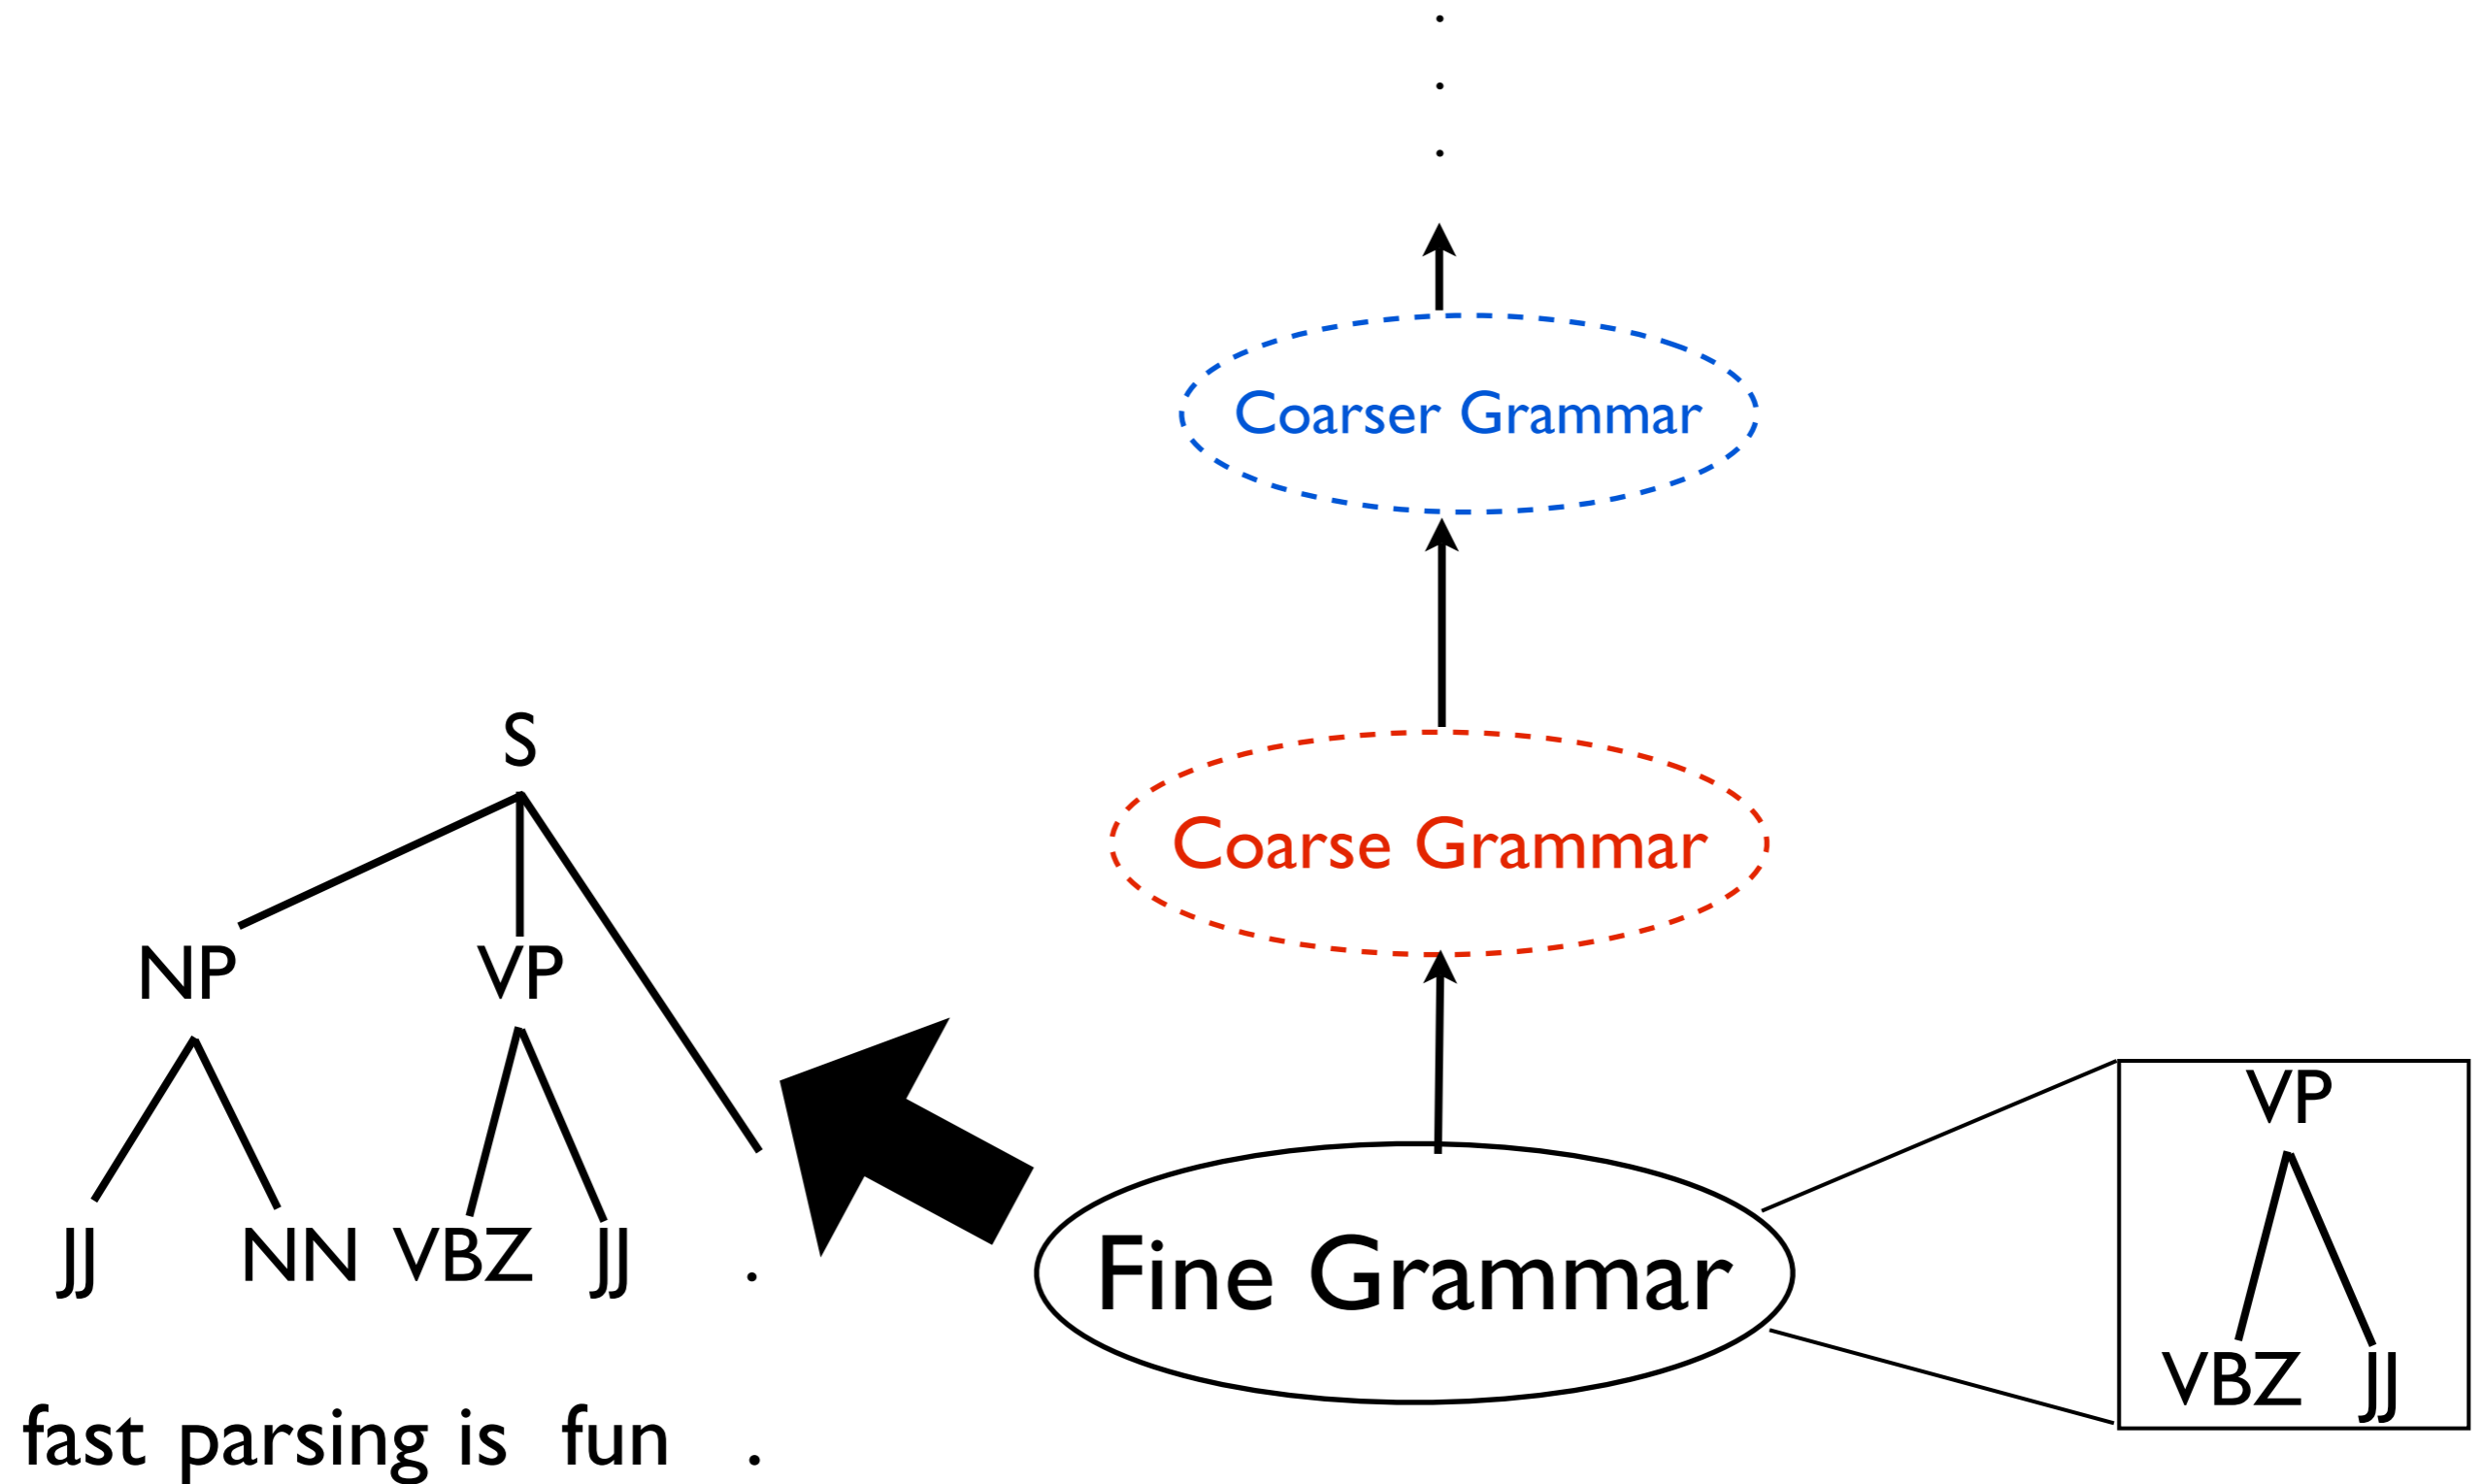 Coarser Grammar
S
Coarse Grammar
NP VP
VP
JJ NN VBZ JJ .
Fine Grammar
VBZ JJ
fast parsing is fun .